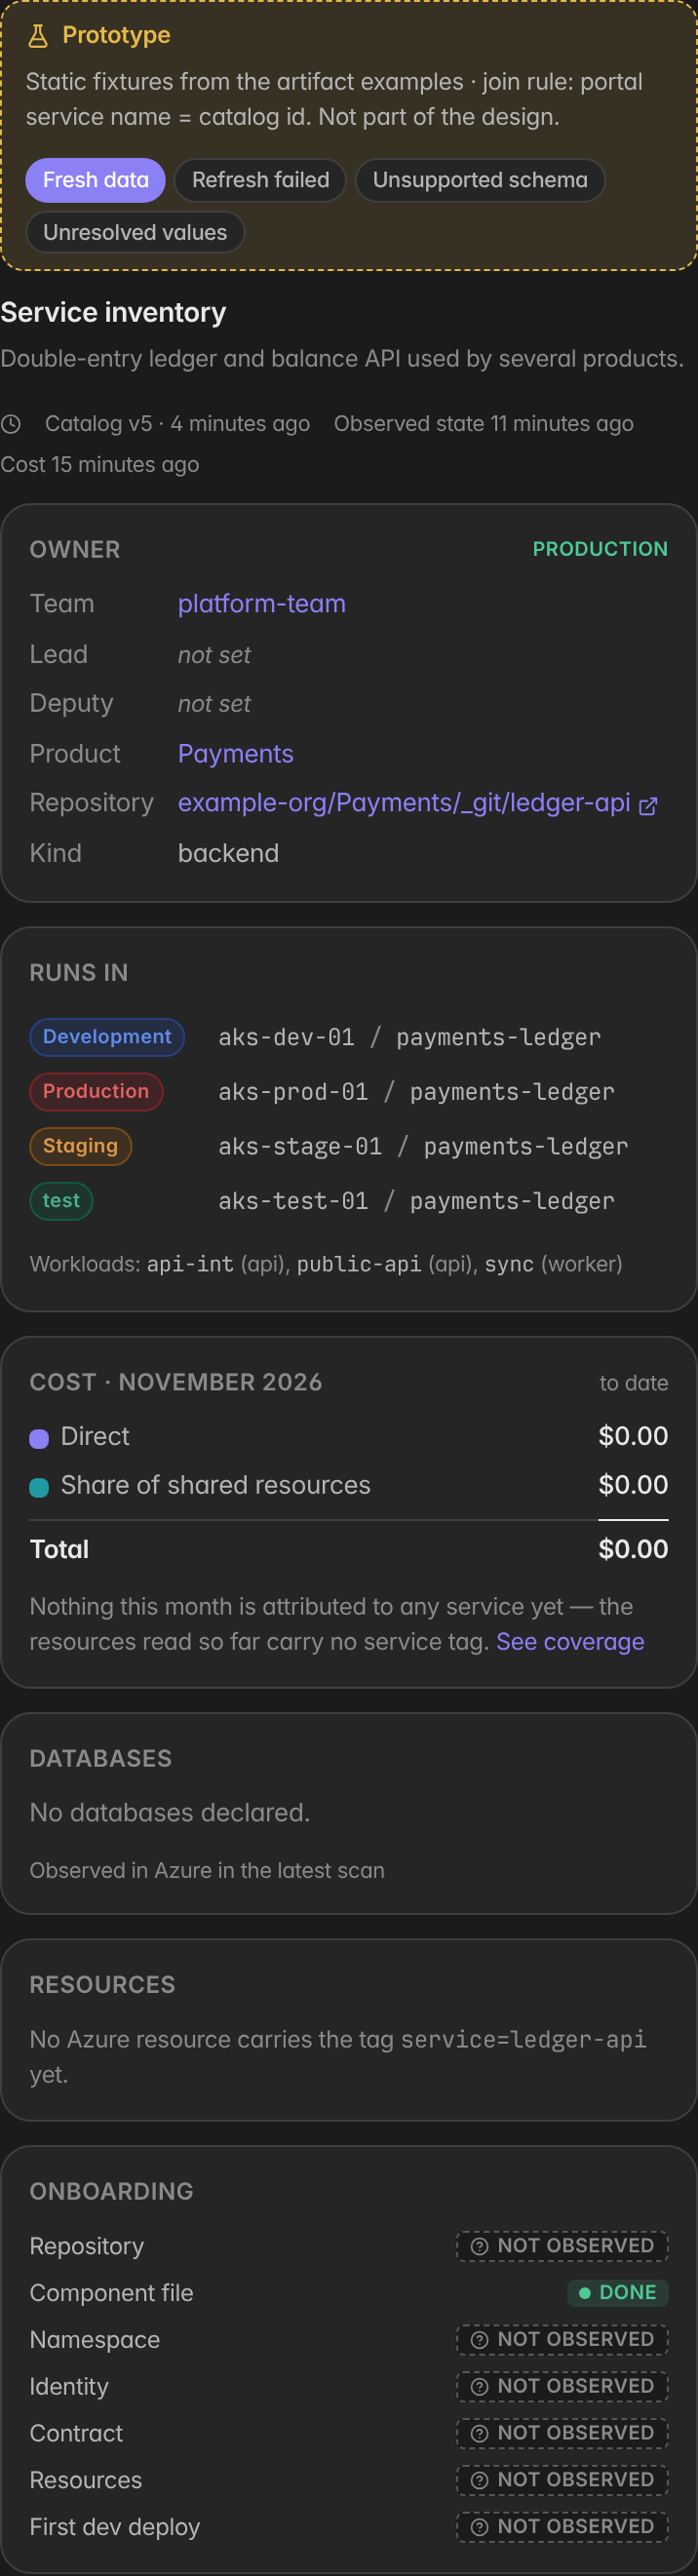 Prototype
Static fixtures from the artifact examples · join rule: portal
service name = catalog id. Not part of the design.
Fresh data Refresh failed Unsupported schema
Unresolved values
Service inventory
Double-entry ledger and balance API used by several products.
Catalog v5 · 4 minutes ago Observed state 11 minutes ago
Cost 15 minutes ago
OWNER PRODUCTION
Team platform-team
Lead not set
Deputy not set
Product Payments
Repository example-org/Payments/_git/ledger-api
Kind backend
RUNS IN
Development aks-dev-01 / payments-ledger
Production aks-prod-01 / payments-ledger
Staging aks-stage-01 / payments-ledger
test aks-test-01 / payments-ledger
Workloads: api-int (api), public-api (api), sync (worker)
COST · NOVEMBER 2026 to date
Direct $0.00
Share of shared resources $0.00
Total $0.00
Nothing this month is attributed to any service yet — the
resources read so far carry no service tag. See coverage
DATABASES
No databases declared.
Observed in Azure in the latest scan
RESOURCES
No Azure resource carries the tag service=ledger-api
yet.
ONBOARDING
Repository NOT OBSERVED
Component file DONE
Namespace NOT OBSERVED
Identity NOT OBSERVED
Contract NOT OBSERVED
Resources NOT OBSERVED
First dev deploy NOT OBSERVED